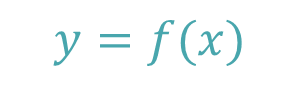 y = f(x)